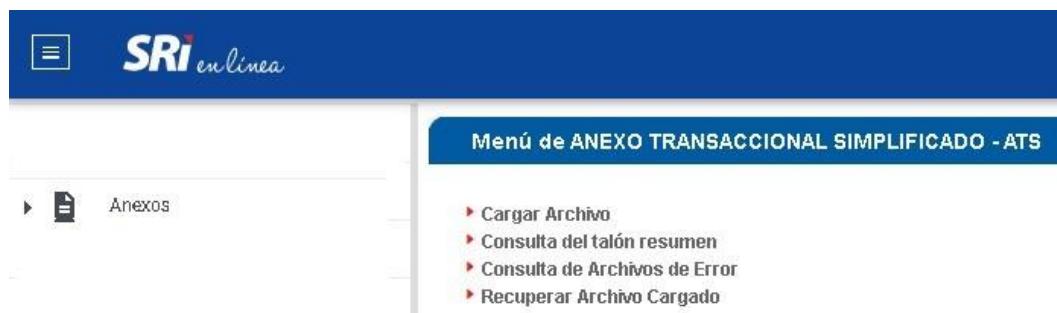 SRi en línea
Menú de ANEXO TRANSACCIONAL SIMPLIFICADO - ATS
Anexos
Cargar Archivo
Consulta del talón resumen
Consulta de Archivos de Error
Recuperar Archivo Cargado